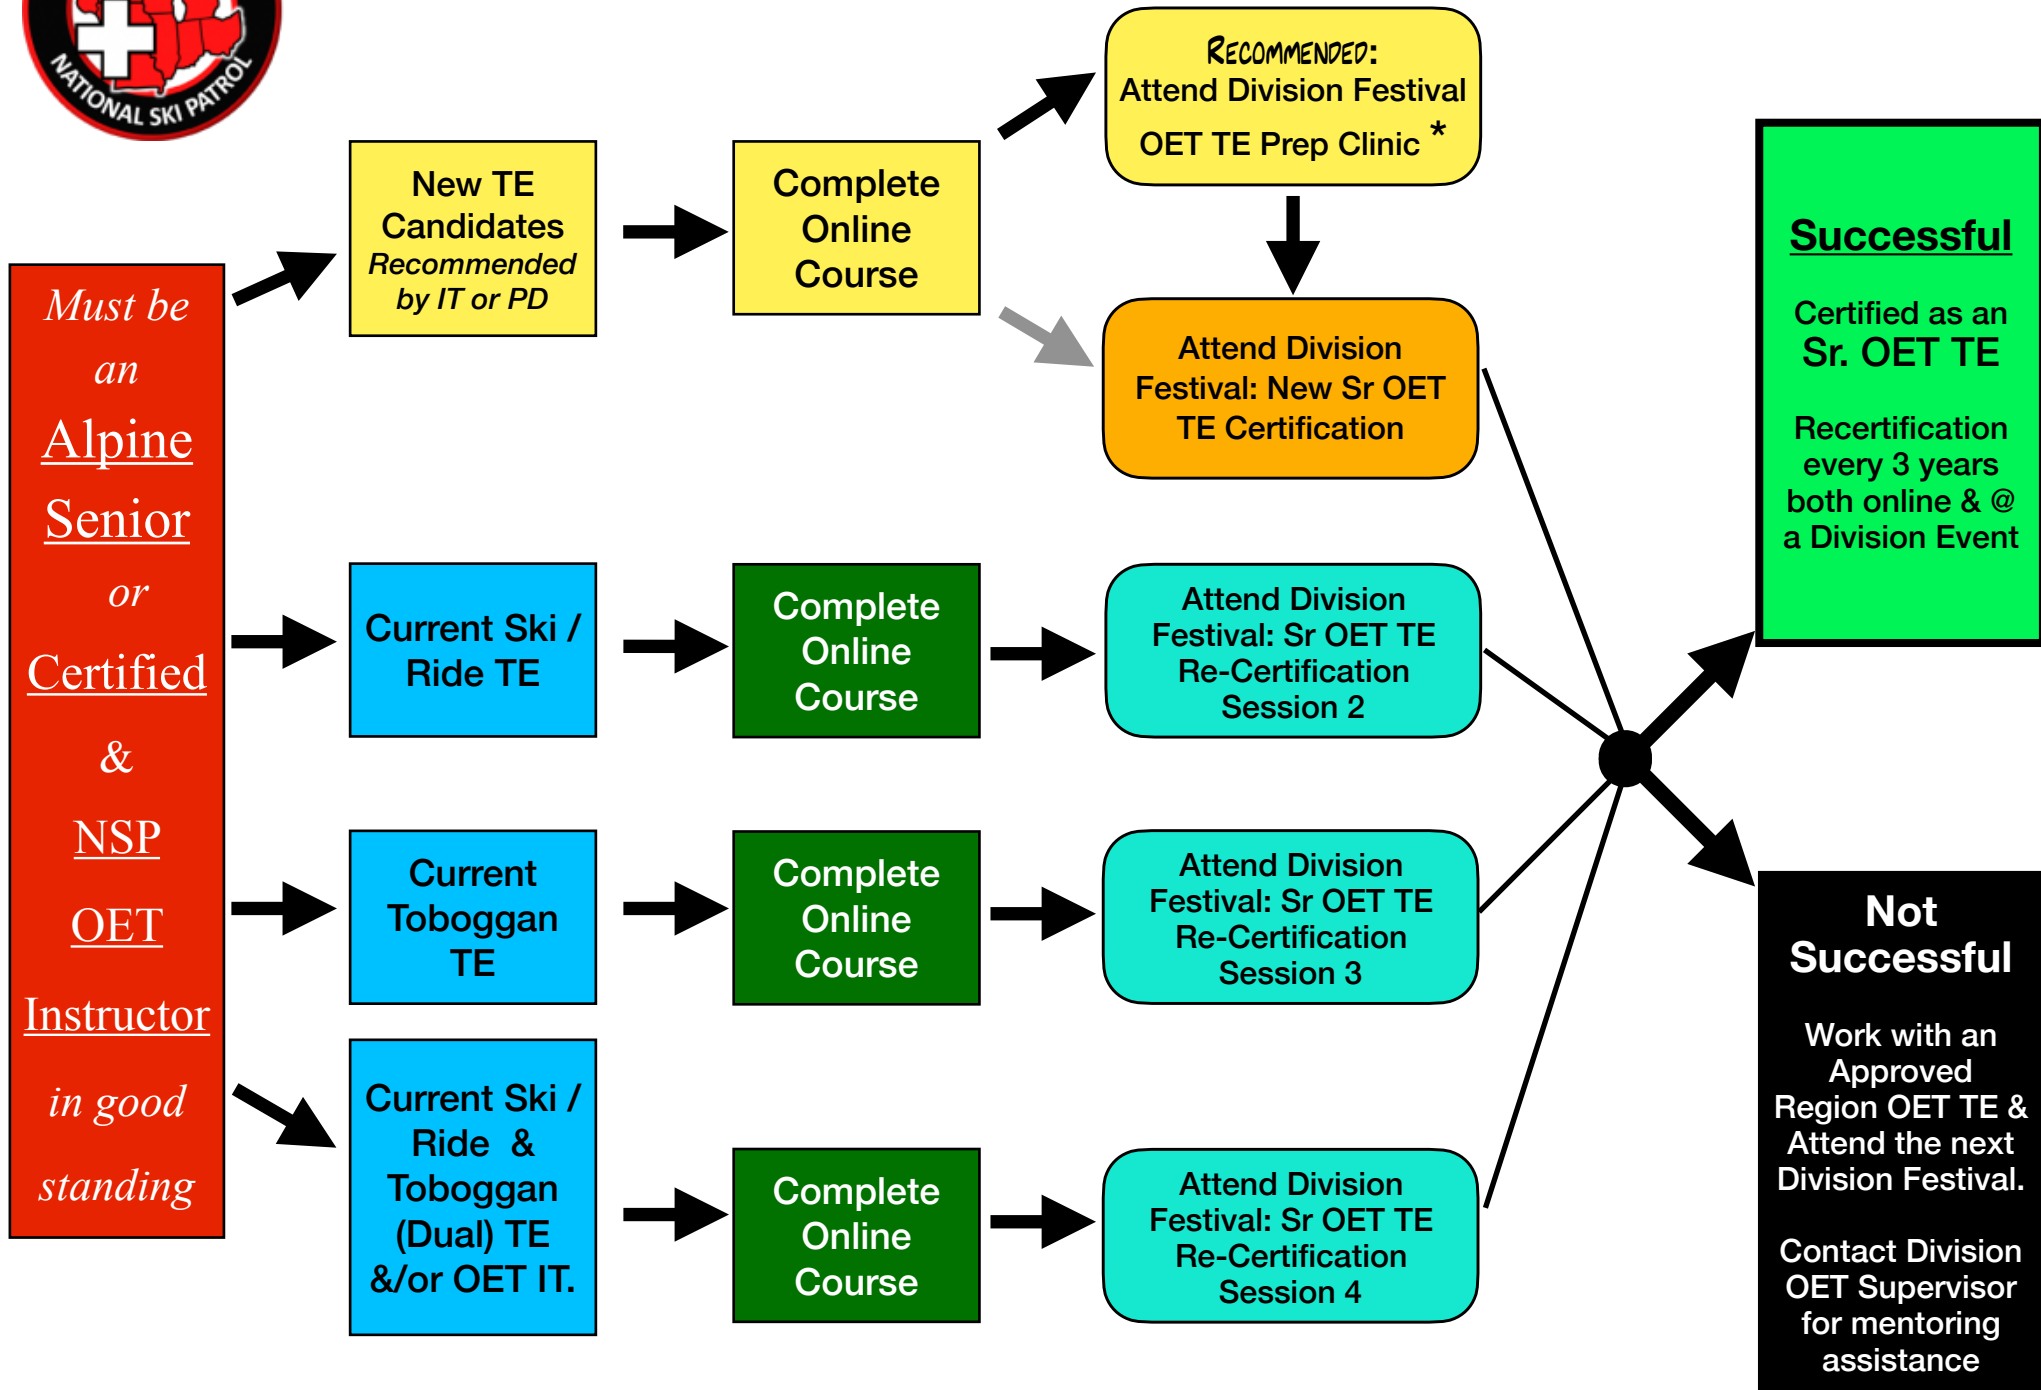 NATIONAL SKI PATROL
Must be
an
Alpine
Senior
or
Certified
&
NSP
OET
Instructor
in good
standing
New TE
Candidates
Recommended
by IT or PD
Complete
Online
Course
RECOMMENDED:
Attend Division Festival
OET TE Prep Clinic *
Attend Division
Festival: New Sr OET
TE Certification
Current Ski /
Ride TE
Complete
Online
Course
Attend Division
Festival: Sr OET TE
Re-Certification
Session 2
Current
Toboggan
TE
Complete
Online
Course
Attend Division
Festival: Sr OET TE
Re-Certification
Session 3
Current Ski /
Ride &
Toboggan
(Dual) TE
&/or OET IT.
Complete
Online
Course
Attend Division
Festival: Sr OET TE
Re-Certification
Session 4
Successful
Certified as an
Sr. OET TE
Recertification
every 3 years
both online & @
a Division Event
Not
Successful
Work with an
Approved
Region OET TE &
Attend the next
Division Festival.
Contact Division
OET Supervisor
for mentoring
assistance